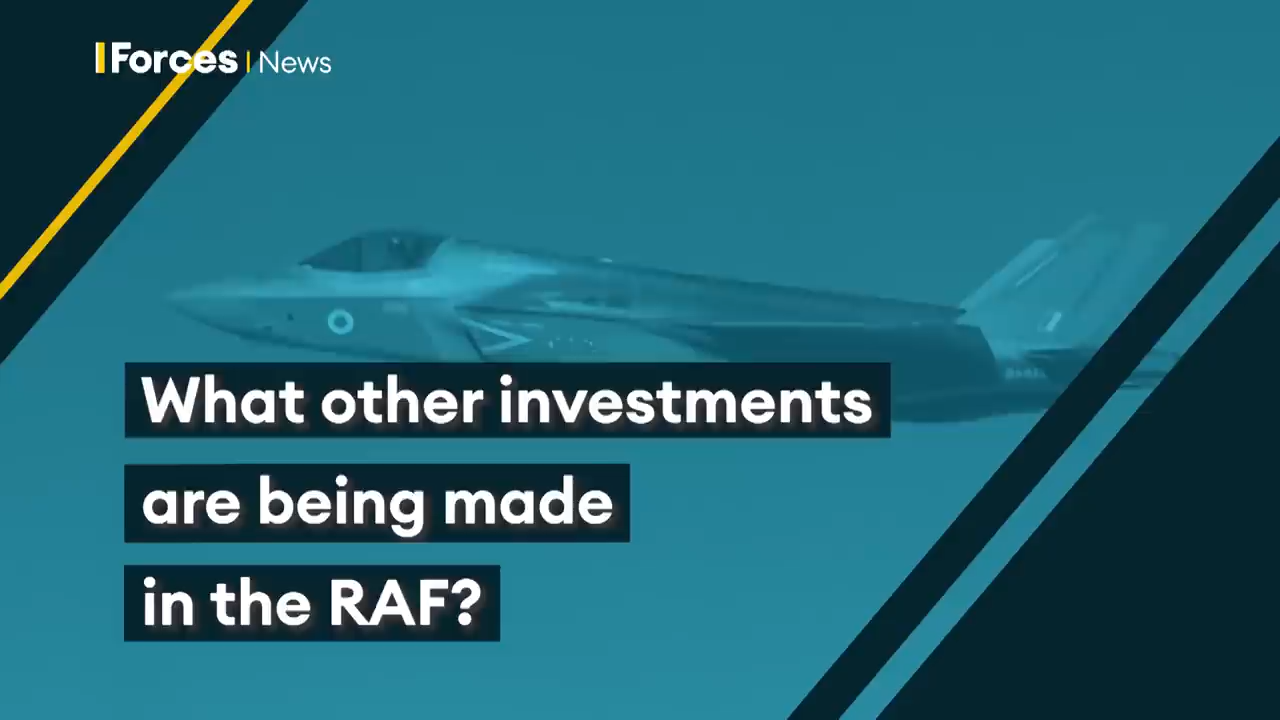 Forces News
What other investments
are being made
in the RAF?